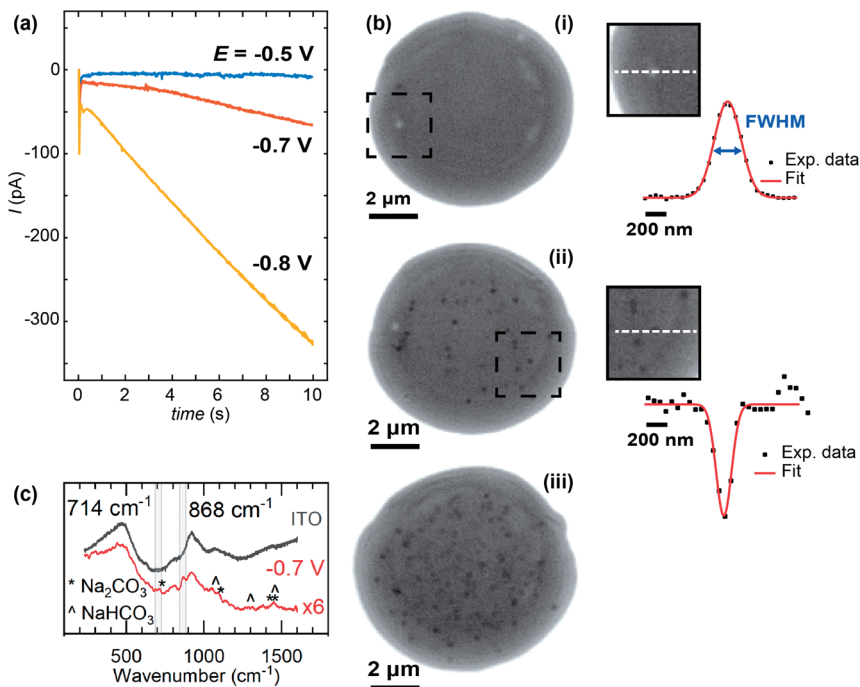 (a)
E = -0.5 V
-0.7 V
-0.8 V
0
-100
-200
-300
I (pA)
0 2 4 6 8 10
time (s)
(b)
(i)
2 µm
FWHM
Exp. data
Fit
200 nm
(ii)
2 µm
200 nm
Exp. data
Fit
(iii)
2 µm
(c)
714 cm-1
868 cm-1
ITO
-0.7 V
x6
* Na2CO3
^ NaHCO3
* ^ * ^ ^ **
500 1000 1500
Wavenumber (cm-1)